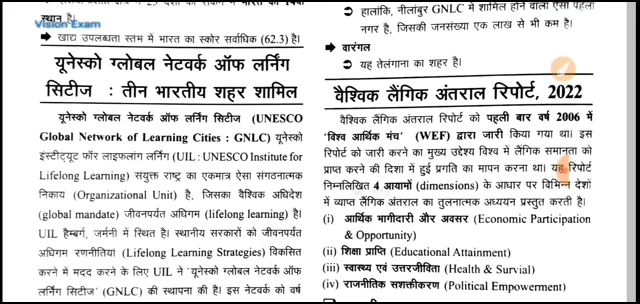 स्थान है।
Vision Exam
➡ खाद्य उपलब्धता स्तंभ में भारत का स्कोर सर्वाधिक (62.3) है।
यूनेस्को ग्लोबल नेटवर्क ऑफ लर्निंग
सिटीज : तीन भारतीय शहर शामिल
यूनेस्को ग्लोबल नेटवर्क ऑफ लर्निंग सिटीज (UNESCO
Global Network of Learning Cities : GNLC) यूनेस्को
इंस्टीट्यूट फॉर लाइफलांग लर्निंग (UIL : UNESCO Institute for
Lifelong Learning) संयुक्त राष्ट्र का एकमात्र ऐसा संगठनात्मक
निकाय (Organizational Unit) है, जिसका वैश्विक अधिदेश
(global mandate) जीवनपर्यंत अधिगम (lifelong learning) है।
UIL हैम्बर्ग, जर्मनी में स्थित है। स्थानीय सरकारों को जीवनपर्यंत
अधिगम रणनीतियां (Lifelong Learning Strategies) विकसित
करने में मदद करने के लिए UIL ने 'यूनेस्को ग्लोबल नेटवर्क ऑफ
लर्निंग सिटीज' (GNLC) की स्थापना की है। इस नेटवर्क को वर्ष
➲ हालांकि, नीलांबुर GNLC मे शामिल होने वाला ऐसा पहला
नगर है, जिसकी जनसंख्या एक लाख से भी कम है।
➡ वारंगल
➲ यह तेलंगाना का शहर है।
वैश्विक लैंगिक अंतराल रिपोर्ट, 2022
वैश्विक लैंगिक अंतराल रिपोर्ट को पहली बार वर्ष 2006 में
'विश्व आर्थिक मंच' (WEF) द्वारा जारी किया गया था। इस
रिपोर्ट को जारी करने का मुख्य उद्देश्य विश्व में लैंगिक समानता को
प्राप्त करने की दिशा में हुई प्रगति का मापन करना था। यह रिपोर्ट
निम्नलिखित 4 आयामों (dimensions) के आधार पर विभिन्न देशों
में व्याप्त लैंगिक अंतराल का तुलनात्मक अध्ययन प्रस्तुत करती है।
(i) आर्थिक भागीदारी और अवसर (Economic Participation
& Opportunity)
(ii) शिक्षा प्राप्ति (Educational Attainment)
(iii) स्वास्थ्य एवं उत्तरजीविता (Health & Survial)
(iv) राजनीतिक सशक्तीकरण (Political Empowerment)